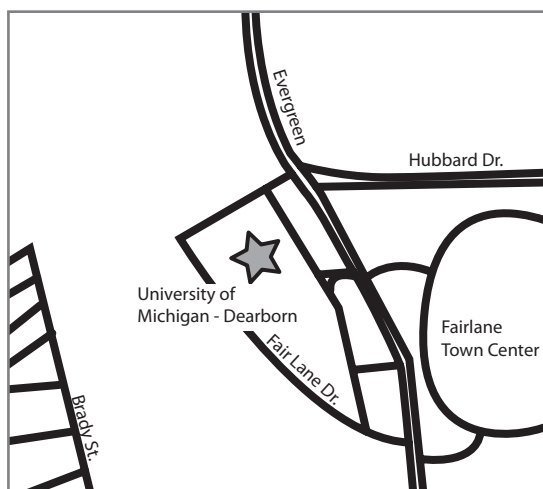 Evergreen
Hubbard Dr.
University of
Michigan - Dearborn
Fairlane
Town Center
Fair Lane Dr.
Brady St.